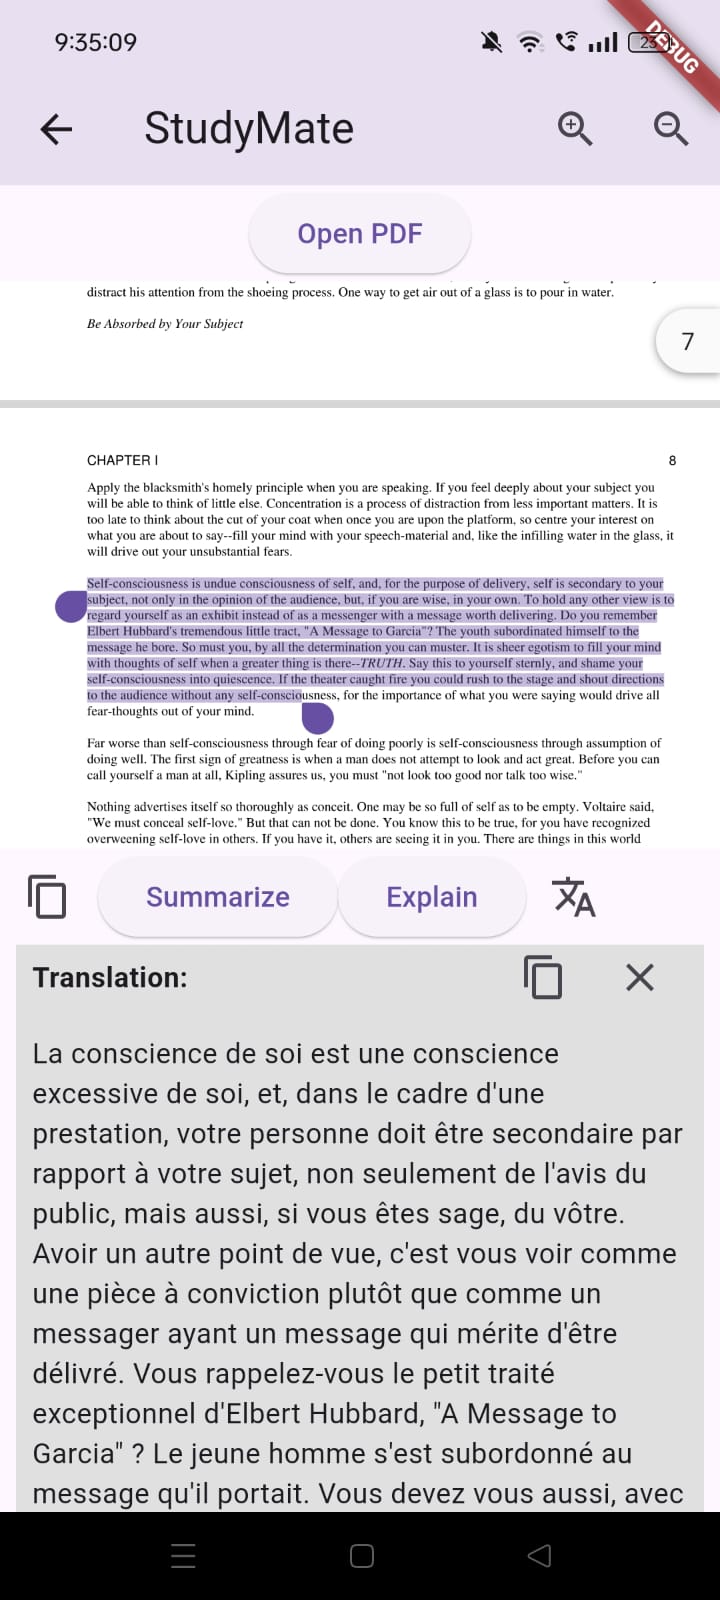 9:35:09
23
DEBUG
StudyMate
Open PDF
distract his attention from the shoeing process. One way to get air out of a glass is to pour in water.
Be Absorbed by Your Subject
7
CHAPTER I
8
Apply the blacksmith's homely principle when you are speaking. If you feel deeply about your subject you
will be able to think of little else. Concentration is a process of distraction from less important matters. It is
too late to think about the cut of your coat when once you are upon the platform, so centre your interest on
what you are about to say--fill your mind with your speech-material and, like the infilling water in the glass, it
will drive out your unsubstantial fears.
Self-consciousness is undue consciousness of self, and, for the purpose of delivery, self is secondary to your
subject, not only in the opinion of the audience, but, if you are wise, in your own. To hold any other view is to
regard yourself as an exhibit instead of as a messenger with a message worth delivering. Do you remember
Elbert Hubbard's tremendous little tract, "A Message to Garcia"? The youth subordinated himself to the
message he bore. So must you, by all the determination you can muster. It is sheer egotism to fill your mind
with thoughts of self when a greater thing is there--TRUTH. Say this to yourself sternly, and shame your
self-consciousness into quiescence. If the theater caught fire you could rush to the stage and shout directions
to the audience without any self-consciousness, for the importance of what you were saying would drive all
fear-thoughts out of your mind.
Far worse than self-consciousness through fear of doing poorly is self-consciousness through assumption of
doing well. The first sign of greatness is when a man does not attempt to look and act great. Before you can
call yourself a man at all, Kipling assures us, you must "not look too good nor talk too wise."
Nothing advertises itself so thoroughly as conceit. One may be so full of self as to be empty. Voltaire said,
"We must conceal self-love." But that can not be done. You know this to be true, for you have recognized
overweening self-love in others. If you have it, others are seeing it in you. There are things in this world
Summarize
Explain
Translation:
La conscience de soi est une conscience
excessive de soi, et, dans le cadre d'une
prestation, votre personne doit être secondaire par
rapport à votre sujet, non seulement de l'avis du
public, mais aussi, si vous êtes sage, du vôtre.
Avoir un autre point de vue, c'est vous voir comme
une pièce à conviction plutôt que comme un
messager ayant un message qui mérite d'être
délivré. Vous rappelez-vous le petit traité
exceptionnel d'Elbert Hubbard, "A Message to
Garcia" ? Le jeune homme s'est subordonné au
message qu'il portait. Vous devez vous aussi, avec